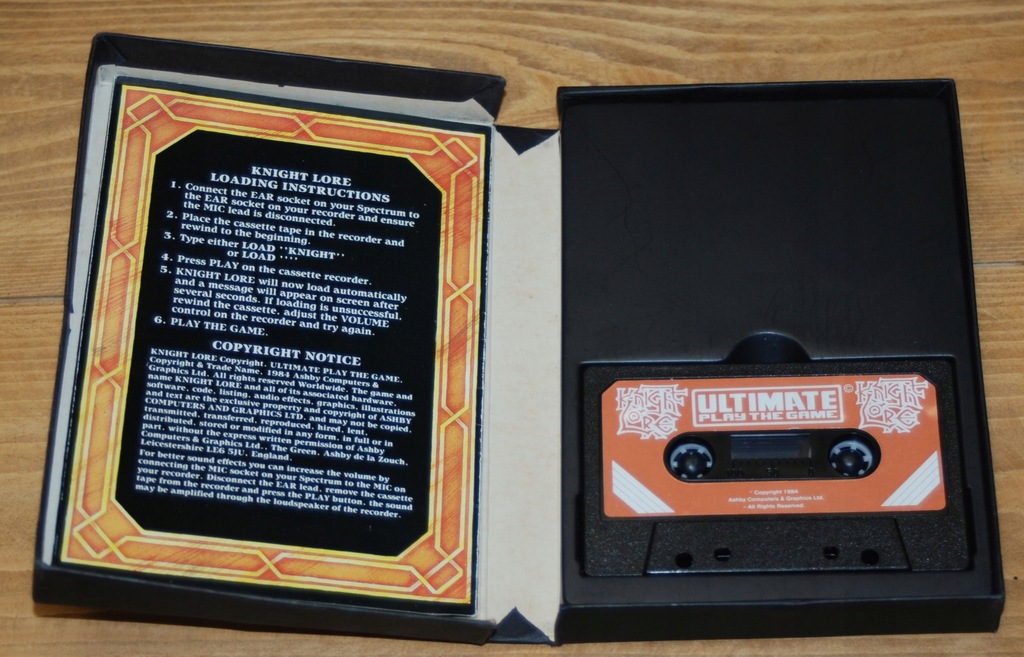 KNIGHT LORE
LOADING INSTRUCTIONS
1. Connect the EAR socket on your Spectrum to
the EAR socket on your recorder and ensure
the MIC lead is disconnected.
2. Place the cassette tape in the recorder and
rewind to the beginning.
3. Type either LOAD ''KNIGHT''
or LOAD '' ''
4. Press PLAY on the cassette recorder.
5. KNIGHT LORE will now load automatically
and a message will appear on screen after
several seconds. If loading is unsuccessful,
rewind the cassette, adjust the VOLUME
control on the recorder and try again.
6. PLAY THE GAME.
COPYRIGHT NOTICE
KNIGHT LORE Copyright. ULTIMATE PLAY THE GAME.
Copyright & Trade Name. 1984 Ashby Computers &
Graphics Ltd. All rights reserved Worldwide. The game and
name KNIGHT LORE and all of its associated hardware,
software, code, listing, audio effects, graphics, illustrations
and text are the exclusive property and copyright of ASHBY
COMPUTERS AND GRAPHICS LTD. and may not be copied,
transmitted, transferred, reproduced, hired, lent,
distributed, stored or modified in any form, in full or in
part, without the express written permission of Ashby
Computers & Graphics Ltd., The Green, Ashby de la Zouch,
Leicestershire LE6 5JU, England.
For better sound effects you can increase the volume by
connecting the MIC socket on your Spectrum to the MIC on
your recorder. Disconnect the EAR lead, remove the cassette
tape from the recorder and press the PLAY button, the sound
may be amplified through the loudspeaker of the recorder.
KNIGHT LORE
ULTIMATE
PLAY THE GAME
©
KNIGHT LORE
© Copyright 1984
Ashby Computers & Graphics Ltd.
- All Rights Reserved.